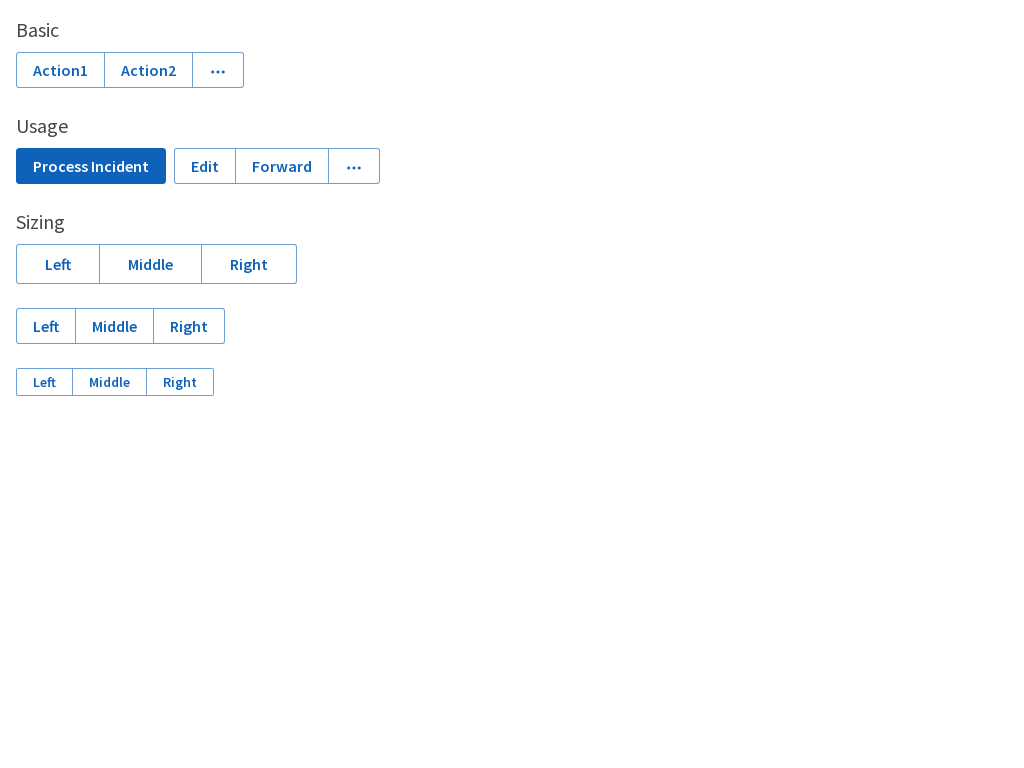 Basic
Action1 Action2 ...
Usage
Process Incident Edit Forward ...
Sizing
Left Middle Right
Left Middle Right
Left Middle Right